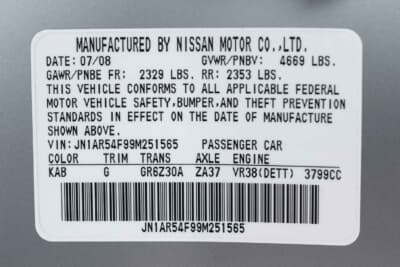 MANUFACTURED BY NISSAN MOTOR CO.,LTD.
DATE: 07/08 GVWR/PNBV: 4669 LBS.
GAWR/PNBE FR: 2329 LBS. RR: 2353 LBS.
THIS VEHICLE CONFORMS TO ALL APPLICABLE FEDERAL
MOTOR VEHICLE SAFETY,BUMPER,AND THEFT PREVENTION
STANDARDS IN EFFECT ON THE DATE OF MANUFACTURE
SHOWN ABOVE.
VIN: JN1AR54F99M251565 PASSENGER CAR
COLOR TRIM TRANS AXLE ENGINE
KAB G GR6Z30A ZA37 VR38(DETT) 3799CC
JN1AR54F99M251565